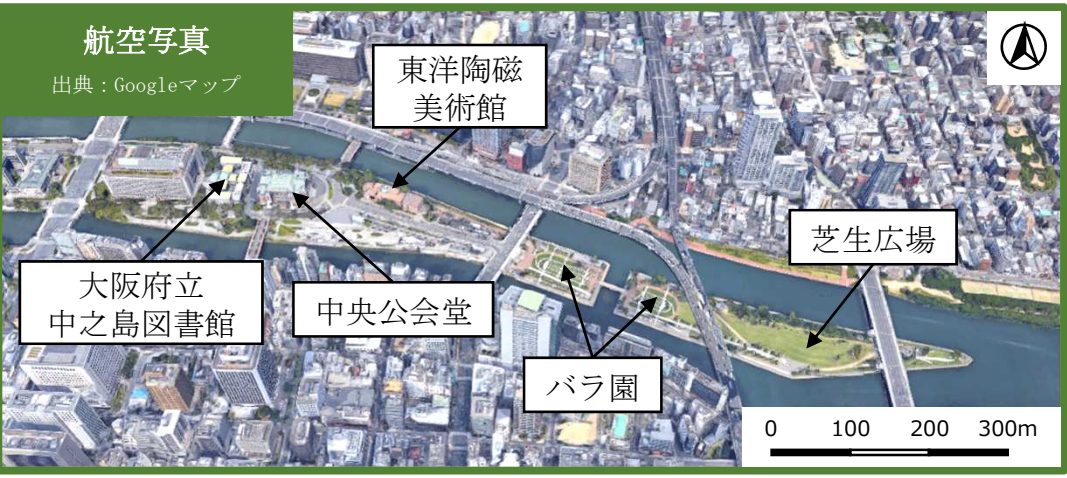 航空写真
出典：Googleマップ
東洋陶磁
美術館
芝生広場
大阪府立
中之島図書館
中央公会堂
バラ園
0 100 200 300m